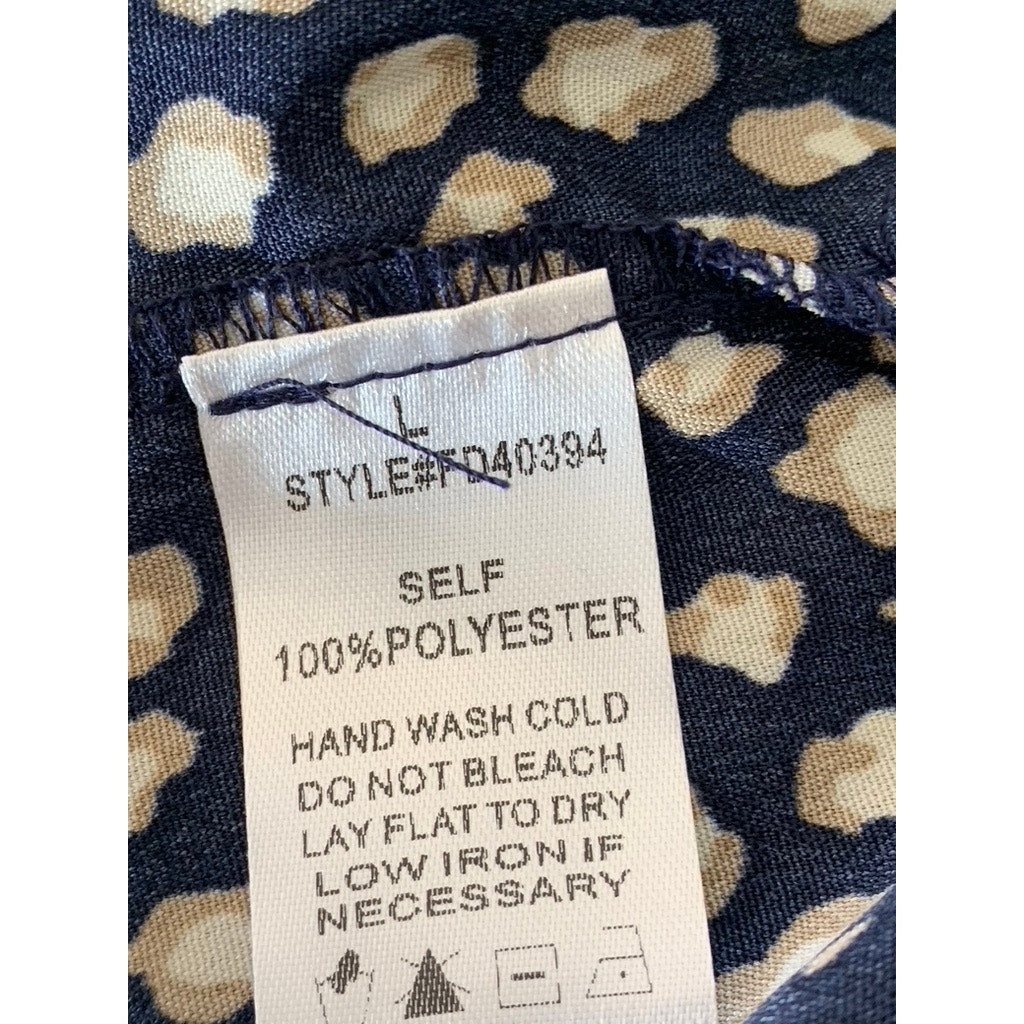 L
STYLE#FD40394
SELF
100%POLYESTER
HAND WASH COLD
DO NOT BLEACH
LAY FLAT TO DRY
LOW IRON IF
NECESSARY